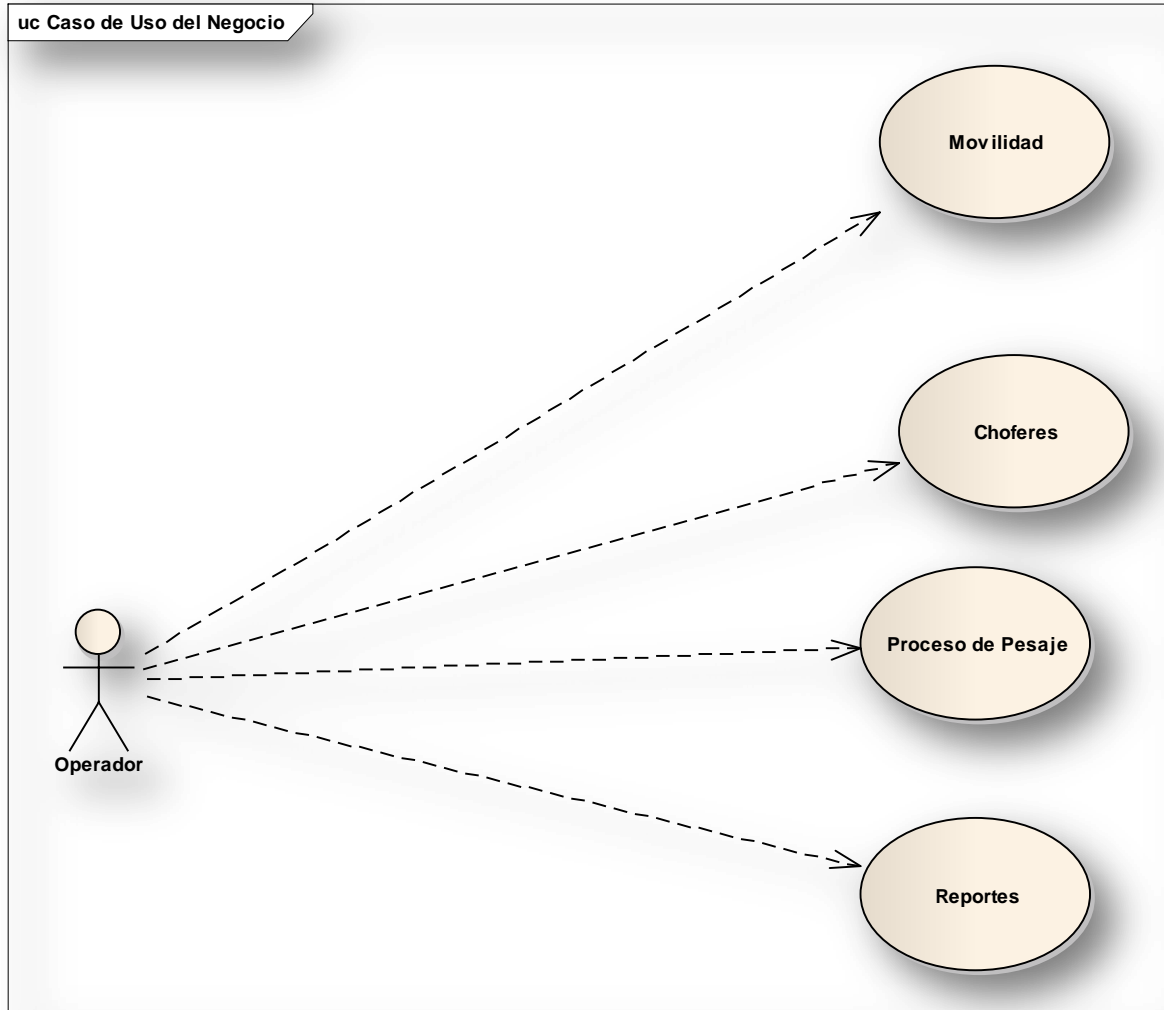 uc Caso de Uso del Negocio
Movilidad
Choferes
Proceso de Pesaje
Operador
Reportes